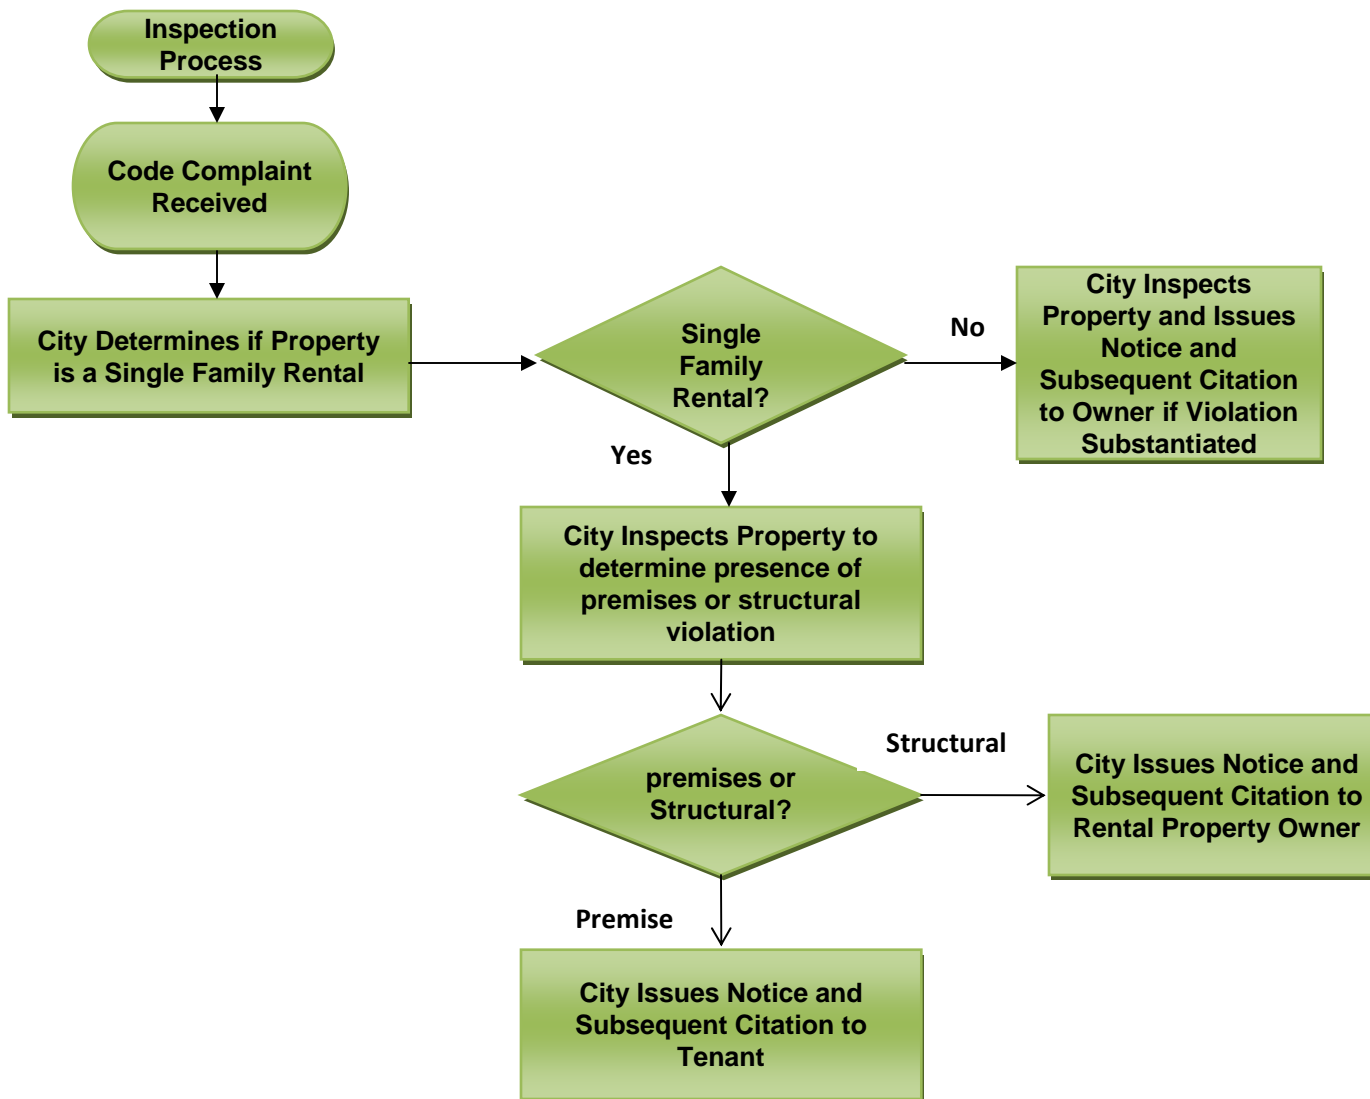 Inspection
Process
Code Complaint
Received
City Determines if Property
is a Single Family Rental
Single
Family
Rental?
No
City Inspects
Property and Issues
Notice and
Subsequent Citation
to Owner if Violation
Substantiated
Yes
City Inspects Property to
determine presence of
premises or structural
violation
premises or
Structural?
Structural
City Issues Notice and
Subsequent Citation to
Rental Property Owner
Premise
City Issues Notice and
Subsequent Citation to
Tenant